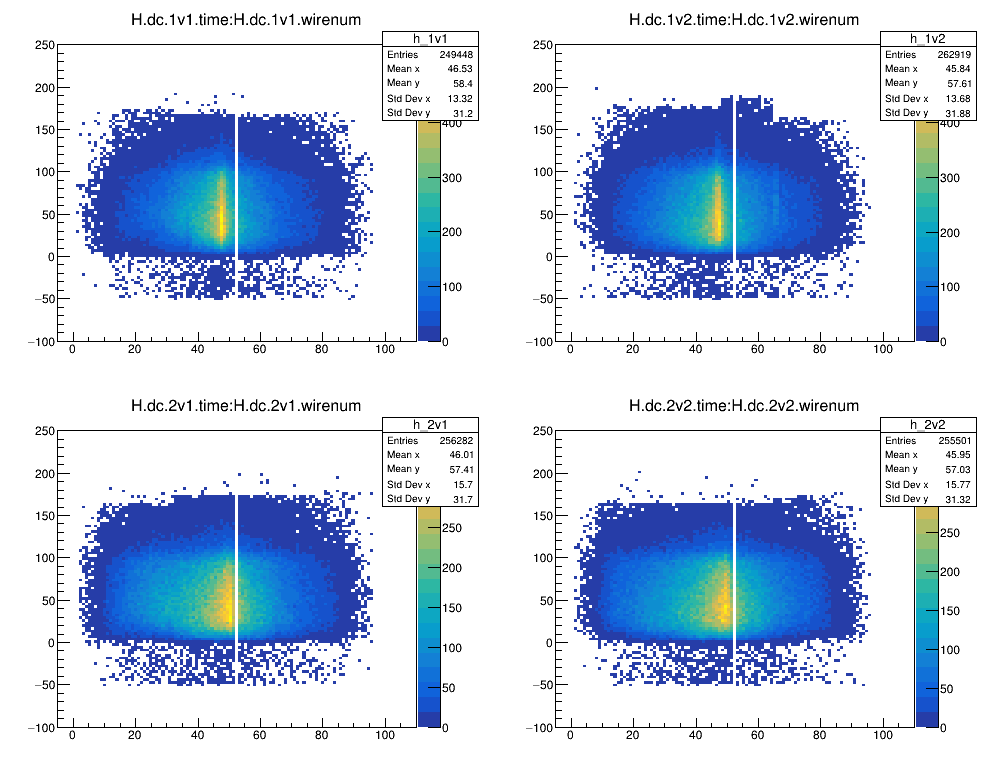 H.dc.1v1.time:H.dc.1v1.wirenum
h_1v1
Entries 249448
Mean x 46.53
Mean y 58.4
Std Dev x 13.32
Std Dev y 31.2
250
200
150
100
50
0
−50
−100
0 20 40 60 80 100
400
300
200
100
0
H.dc.1v2.time:H.dc.1v2.wirenum
h_1v2
Entries 262919
Mean x 45.84
Mean y 57.61
Std Dev x 13.68
Std Dev y 31.88
250
200
150
100
50
0
−50
−100
0 20 40 60 80 100
400
300
200
100
0
H.dc.2v1.time:H.dc.2v1.wirenum
h_2v1
Entries 256282
Mean x 46.01
Mean y 57.41
Std Dev x 15.7
Std Dev y 31.7
250
200
150
100
50
0
−50
−100
0 20 40 60 80 100
250
200
150
100
50
0
H.dc.2v2.time:H.dc.2v2.wirenum
h_2v2
Entries 255501
Mean x 45.95
Mean y 57.03
Std Dev x 15.77
Std Dev y 31.32
250
200
150
100
50
0
−50
−100
0 20 40 60 80 100
250
200
150
100
50
0